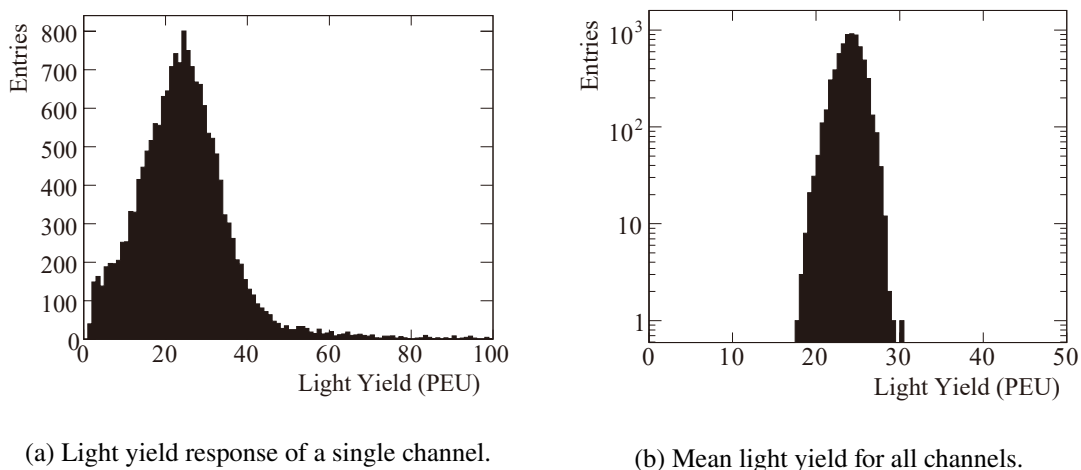 Entries
800
700
600
500
400
300
200
100
0
0 20 40 60 80 100
Light Yield (PEU)
(a) Light yield response of a single channel.
Entries
10³
10²
10
1
0 10 20 30 40 50
Light Yield (PEU)
(b) Mean light yield for all channels.